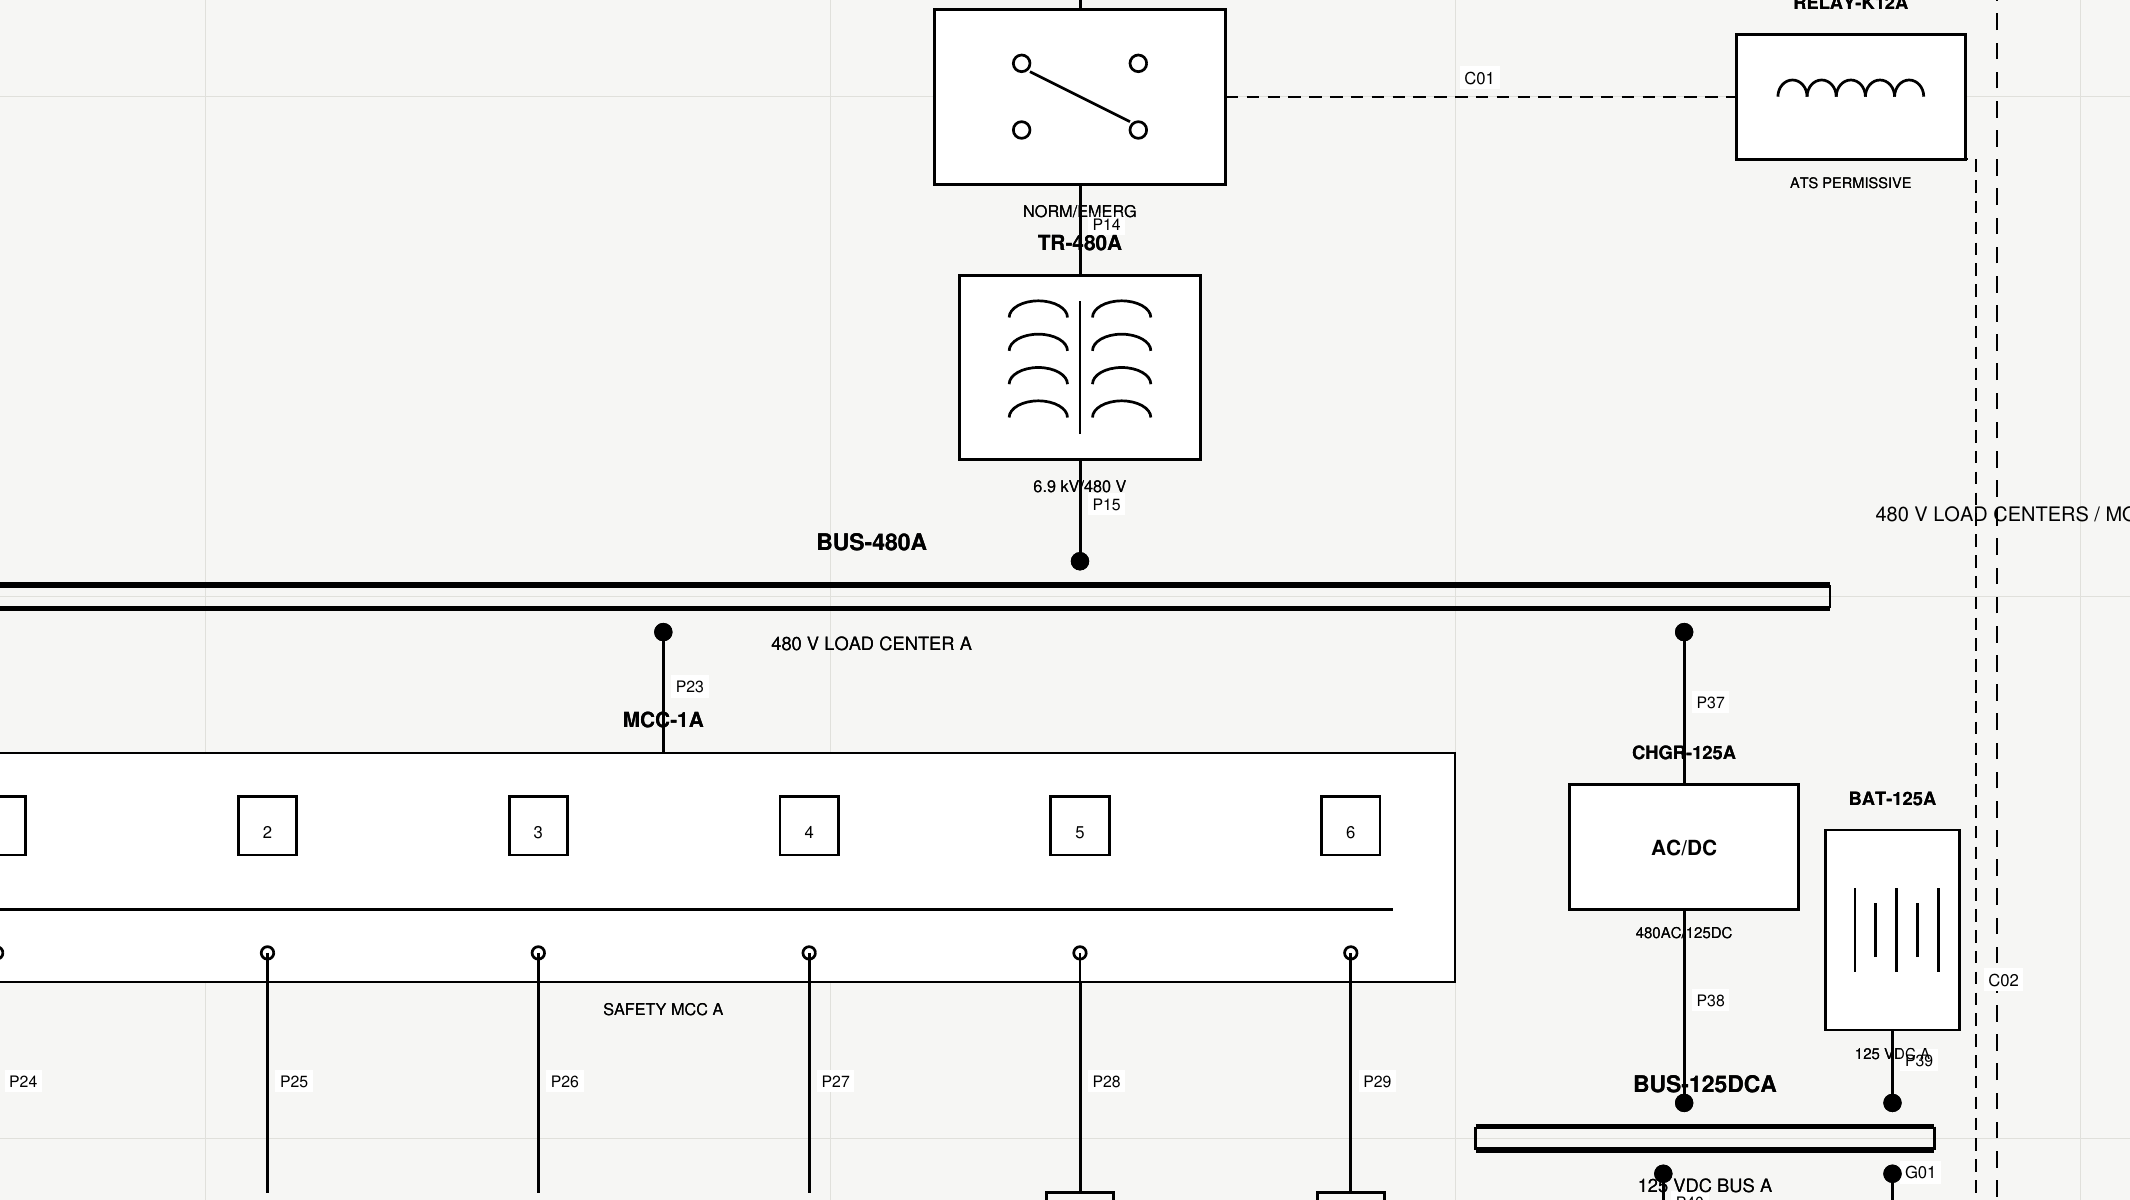 RELAY-K12A
C01
ATS PERMISSIVE
NORM/EMERG
P14
TR-480A
6.9 kV/480 V
P15
480 V LOAD CENTERS /
BUS-480A
480 V LOAD CENTER A
P23
P37
MCC-1A
CHGR-125A
BAT-125A
2
3
4
5
6
AC/DC
480AC/125DC
C02
P38
SAFETY MCC A
125 VDC A
P39
P24
P25
P26
P27
P28
P29
BUS-125DCA
G01
125 VDC BUS A
P40